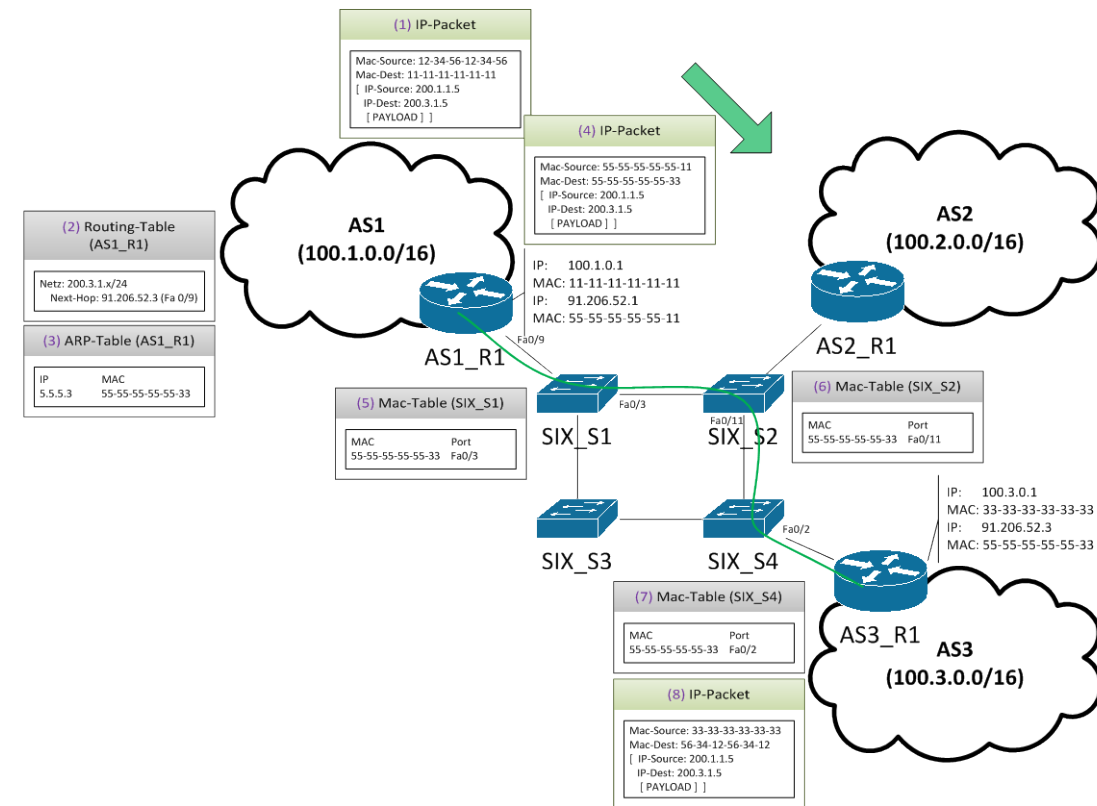 (1) IP-Packet
Mac-Source: 12-34-56-12-34-56
Mac-Dest: 11-11-11-11-11-11
[ IP-Source: 200.1.1.5
IP-Dest: 200.3.1.5
[ PAYLOAD ] ]
(4) IP-Packet
Mac-Source: 55-55-55-55-55-11
Mac-Dest: 55-55-55-55-55-33
[ IP-Source: 200.1.1.5
IP-Dest: 200.3.1.5
[ PAYLOAD ] ]
AS1
(100.1.0.0/16)
AS2
(100.2.0.0/16)
(2) Routing-Table
(AS1_R1)
Netz: 200.3.1.x/24
Next-Hop: 91.206.52.3 (Fa 0/9)
(3) ARP-Table (AS1_R1)
IP MAC
5.5.5.3 55-55-55-55-55-33
IP: 100.1.0.1
MAC: 11-11-11-11-11-11
IP: 91.206.52.1
MAC: 55-55-55-55-55-11
Fa0/9
AS1_R1
AS2_R1
(5) Mac-Table (SIX_S1)
MAC Port
55-55-55-55-55-33 Fa0/3
Fa0/3
Fa0/11
SIX_S1
SIX_S2
(6) Mac-Table (SIX_S2)
MAC Port
55-55-55-55-55-33 Fa0/11
IP: 100.3.0.1
MAC: 33-33-33-33-33-33
IP: 91.206.52.3
MAC: 55-55-55-55-55-33
Fa0/2
SIX_S3
SIX_S4
AS3_R1
(7) Mac-Table (SIX_S4)
MAC Port
55-55-55-55-55-33 Fa0/2
AS3
(100.3.0.0/16)
(8) IP-Packet
Mac-Source: 33-33-33-33-33-33
Mac-Dest: 56-34-12-56-34-12
[ IP-Source: 200.1.1.5
IP-Dest: 200.3.1.5
[ PAYLOAD ] ]